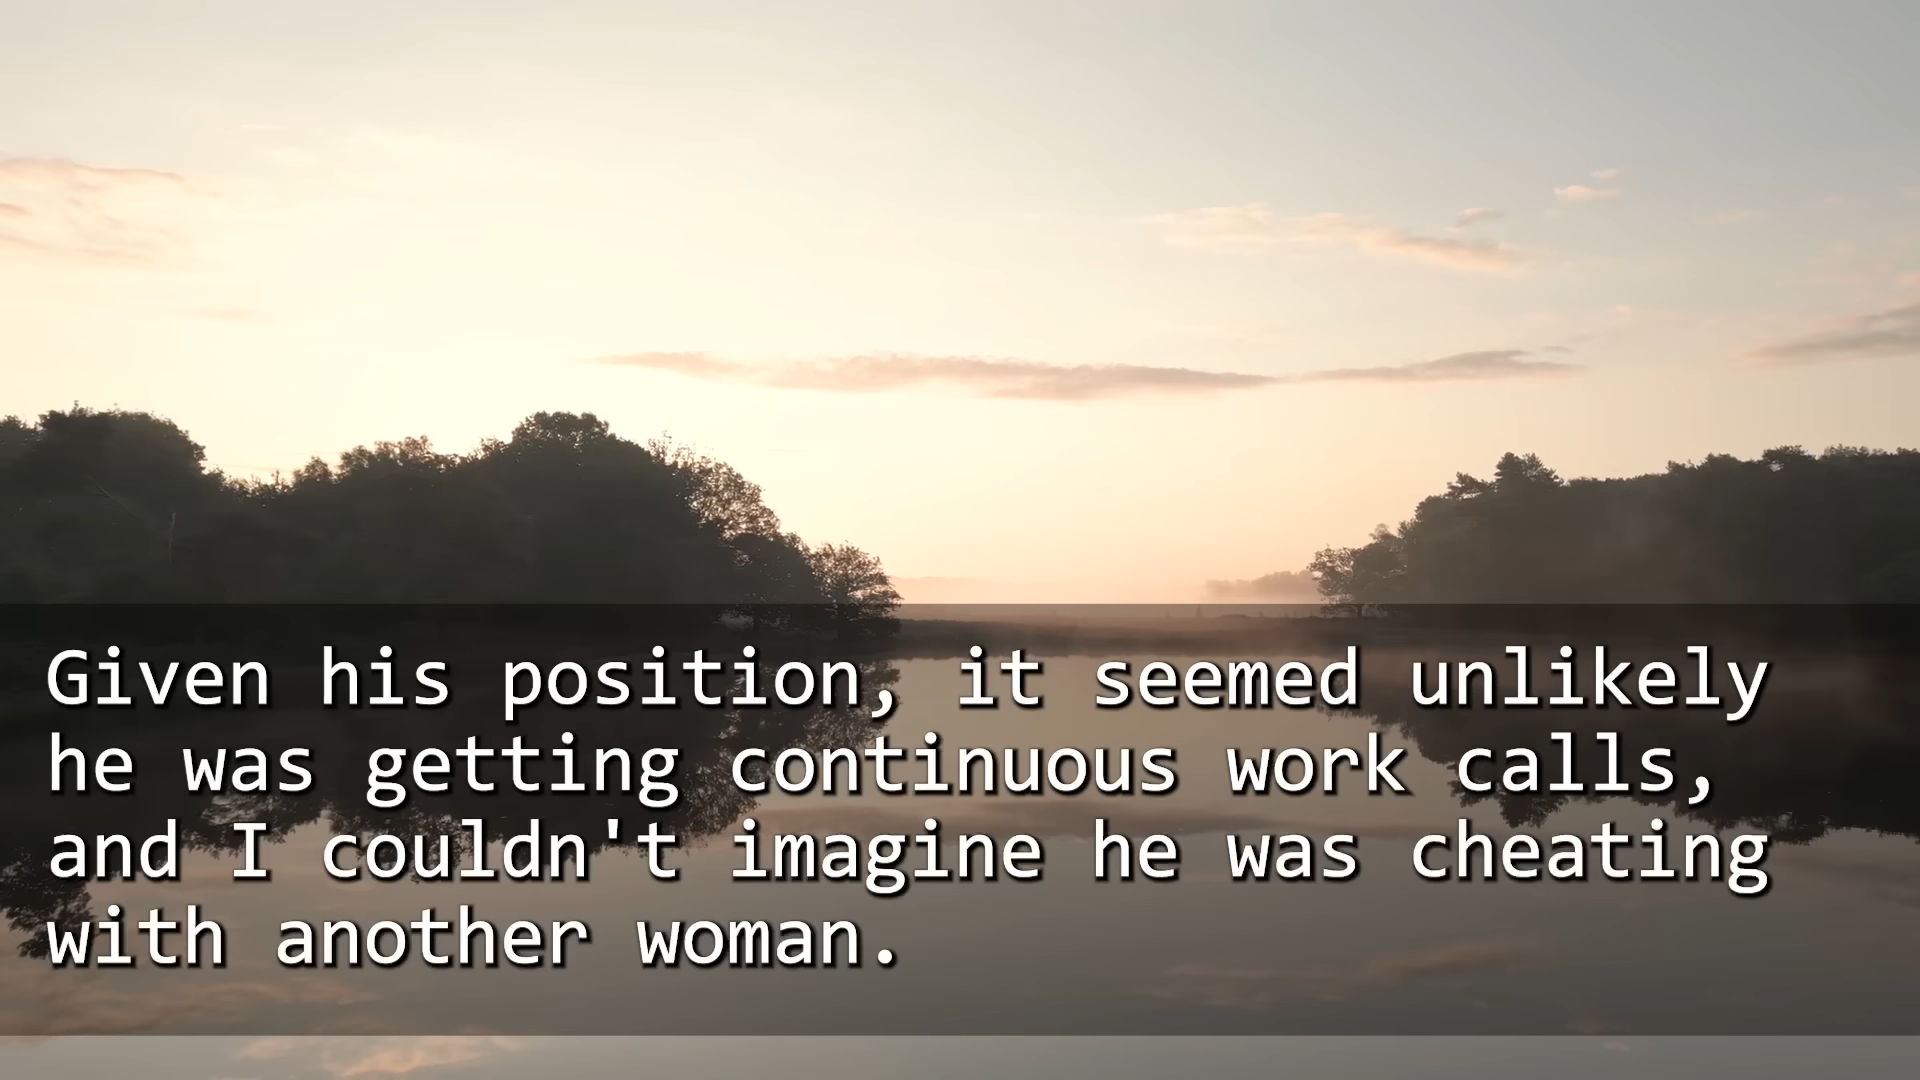 Given his position, it seemed unlikely
he was getting continuous work calls,
and I couldn't imagine he was cheating
with another woman.